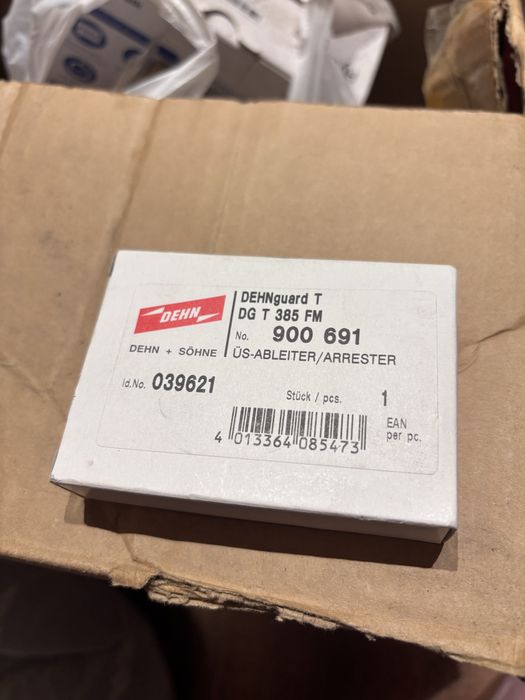 DEHN
DEHN + SÖHNE
DEHNguard T
DG T 385 FM
No. 900 691
ÜS-ABLEITER/ARRESTER
Id.No. 039621
Stück / pcs. 1
EAN
per pc.
4 013364 085473